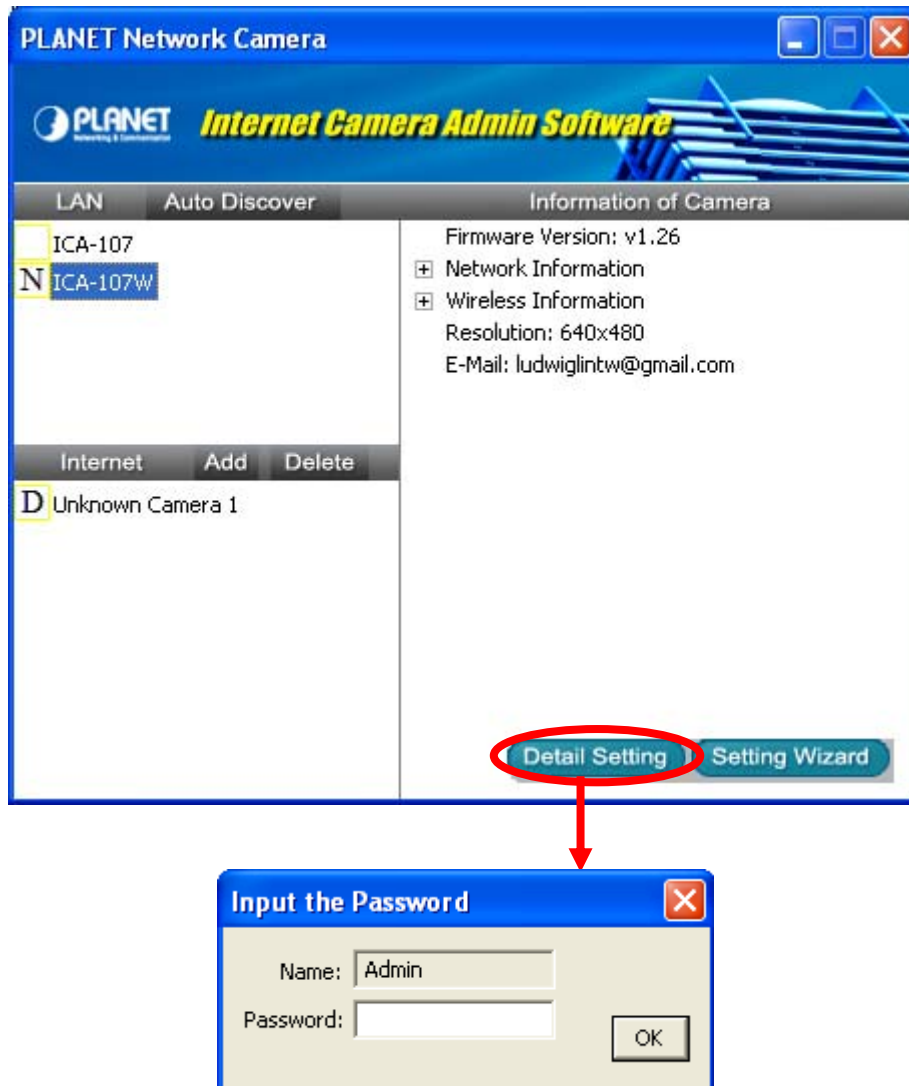 PLANET Network Camera
PLANET
Networking & Communication
Internet Camera Admin Software
LAN Auto Discover
Information of Camera
ICA-107
N ICA-107W
Firmware Version: v1.26
Network Information
Wireless Information
Resolution: 640x480
E-Mail: ludwiglintw@gmail.com
Internet Add Delete
D Unknown Camera 1
Detail Setting Setting Wizard
Input the Password
Name: Admin
Password:
OK